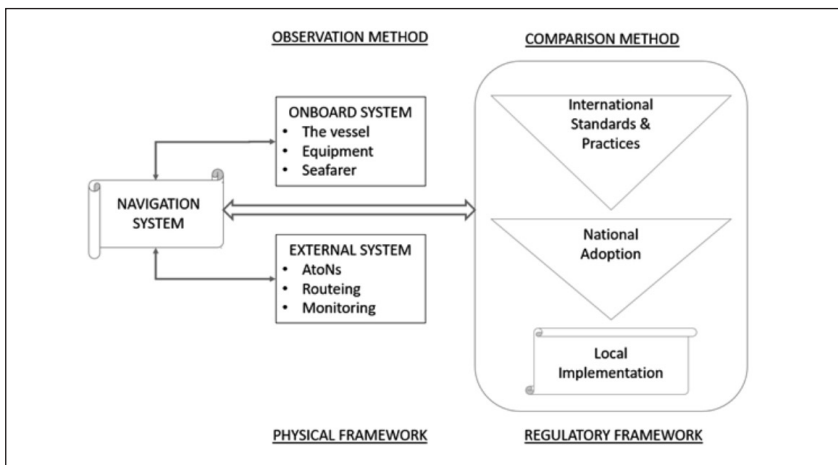 OBSERVATION METHOD
COMPARISON METHOD
ONBOARD SYSTEM
• The vessel
• Equipment
• Seafarer
NAVIGATION
SYSTEM
EXTERNAL SYSTEM
• AtoNs
• Routeing
• Monitoring
International
Standards &
Practices
National
Adoption
Local
Implementation
PHYSICAL FRAMEWORK
REGULATORY FRAMEWORK